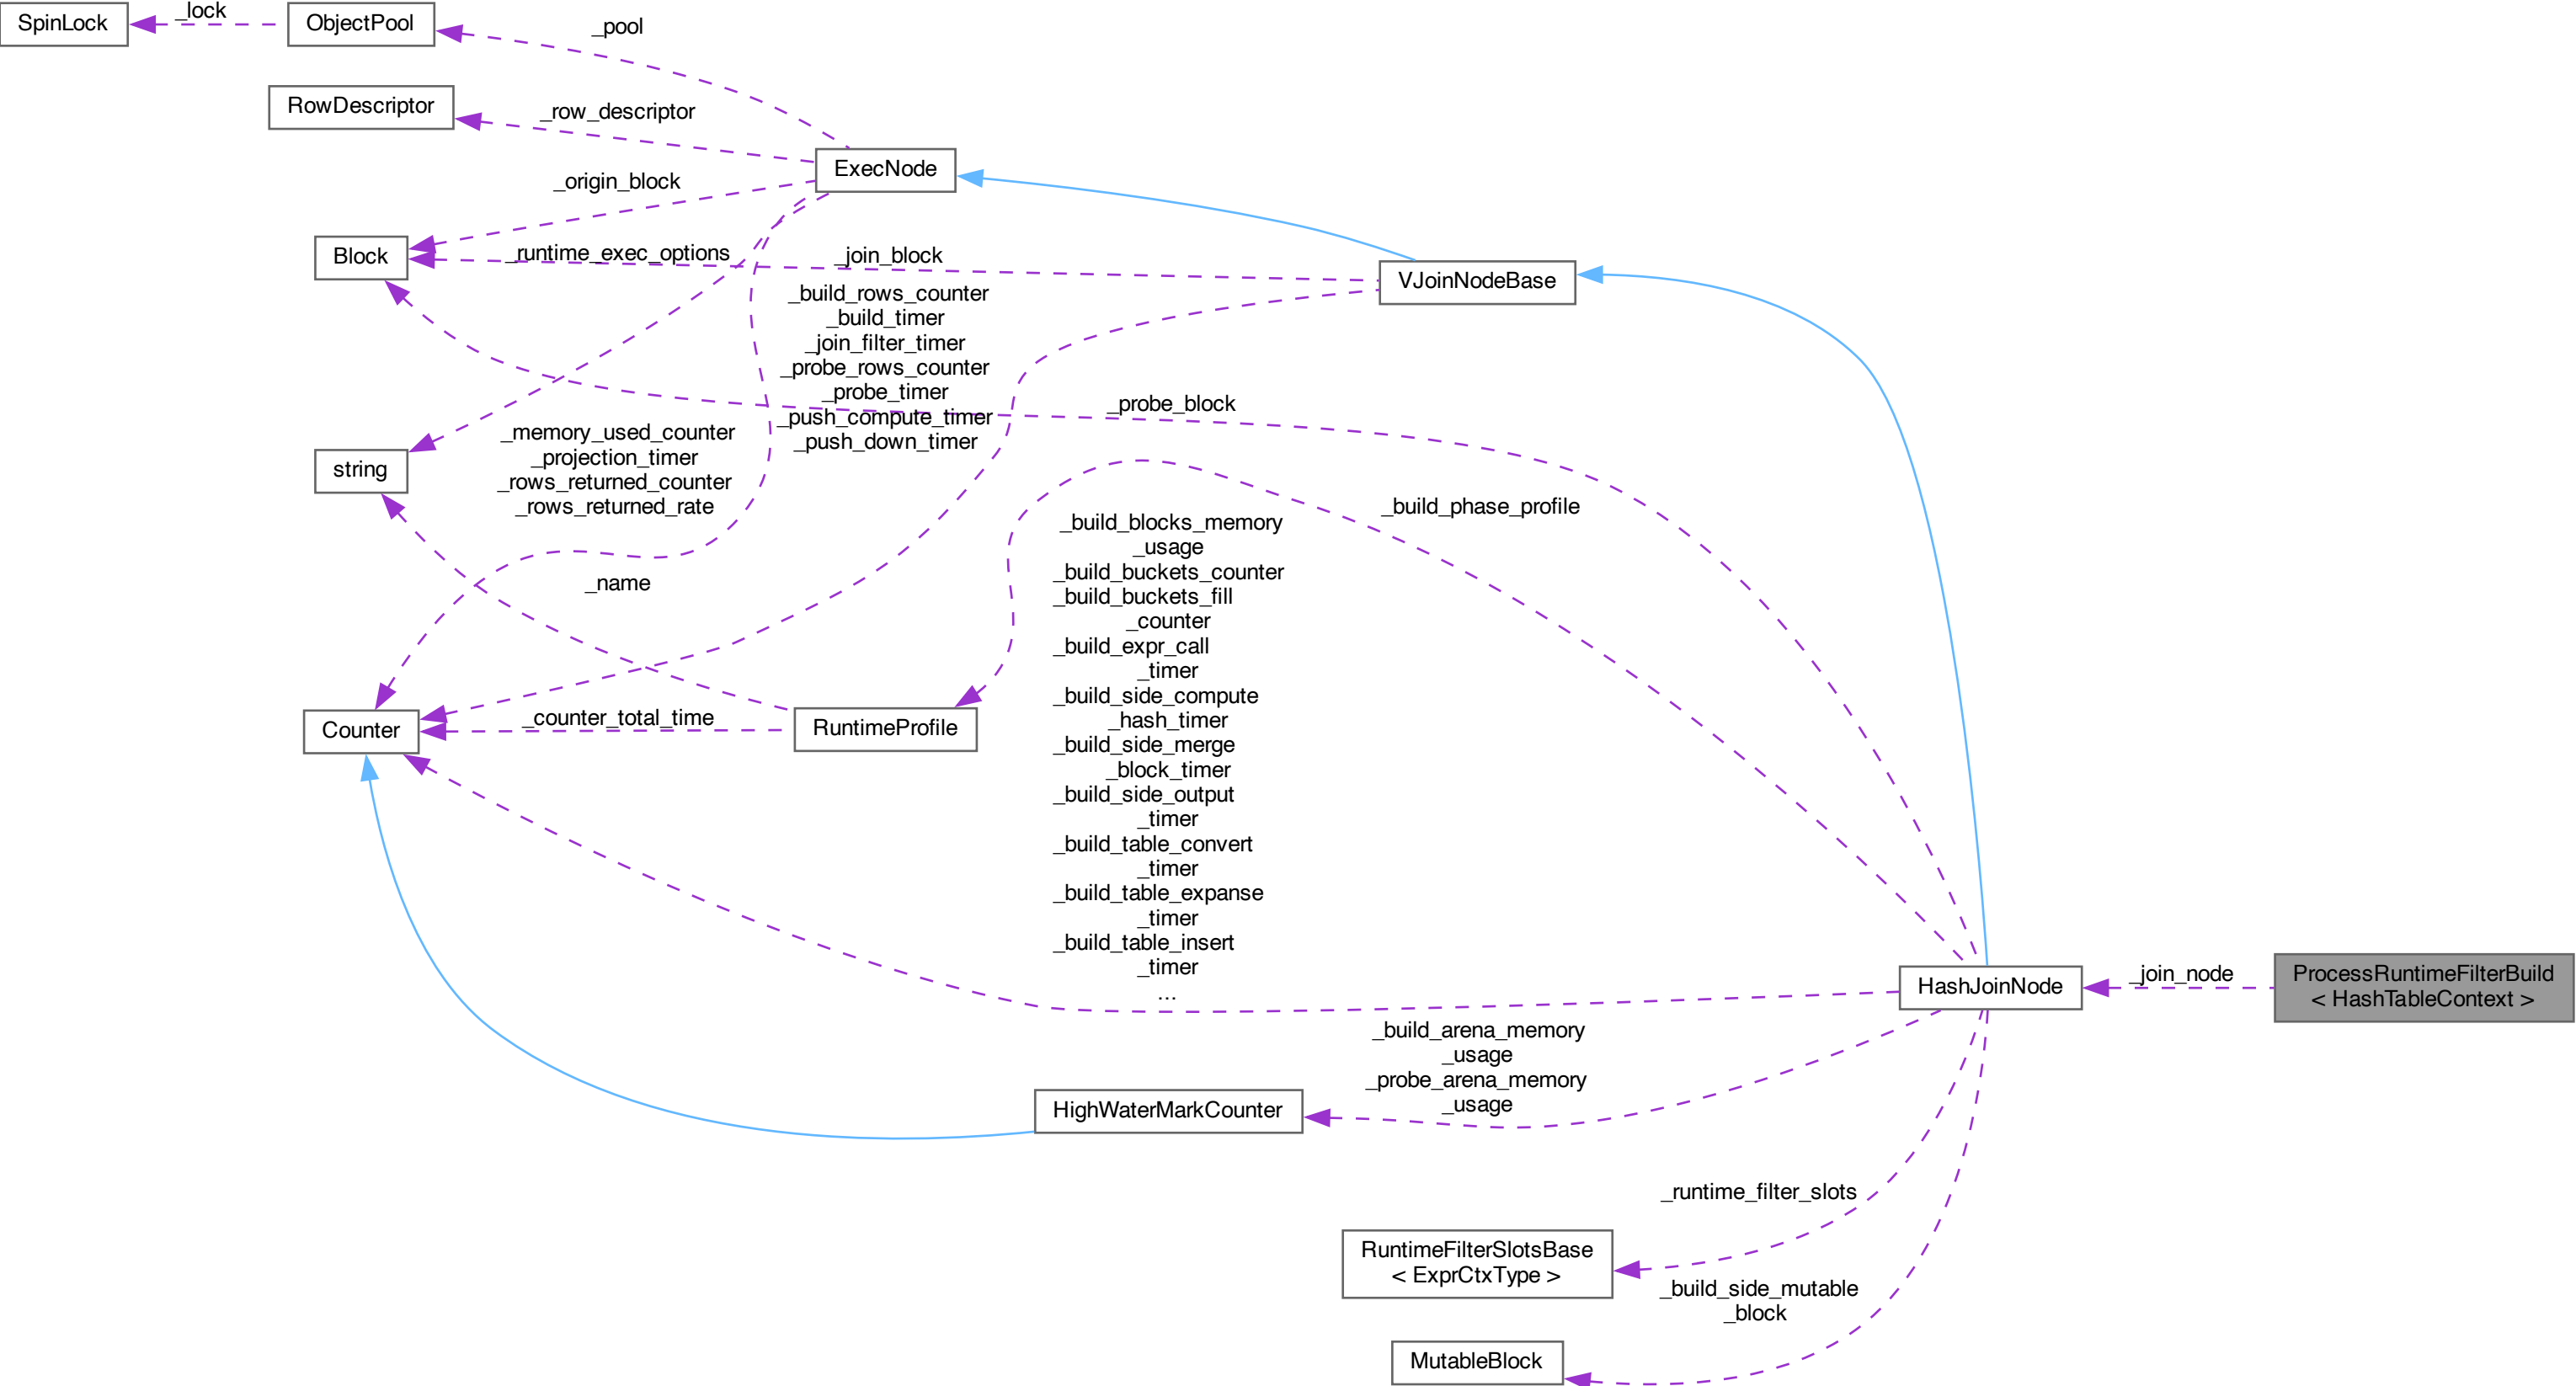 SpinLock
_lock
ObjectPool
_pool
RowDescriptor
_row_descriptor
ExecNode
_origin_block
Block
_runtime_exec_options
_join_block
VJoinNodeBase
_build_rows_counter
_build_timer
_join_filter_timer
_probe_rows_counter
_probe_timer
_push_compute_timer
_push_down_timer
_probe_block
_memory_used_counter
_projection_timer
_rows_returned_counter
_rows_returned_rate
string
_build_phase_profile
_build_blocks_memory
_usage
_build_buckets_counter
_build_buckets_fill
_counter
_build_expr_call
_timer
_build_side_compute
_hash_timer
_build_side_merge
_block_timer
_build_side_output
_timer
_build_table_convert
_timer
_build_table_expanse
_timer
_build_table_insert
_timer
...
_name
Counter
_counter_total_time
RuntimeProfile
HashJoinNode
_join_node
ProcessRuntimeFilterBuild
< HashTableContext >
_build_arena_memory
_usage
_probe_arena_memory
_usage
HighWaterMarkCounter
_runtime_filter_slots
RuntimeFilterSlotsBase
< ExprCtxType >
_build_side_mutable
_block
MutableBlock